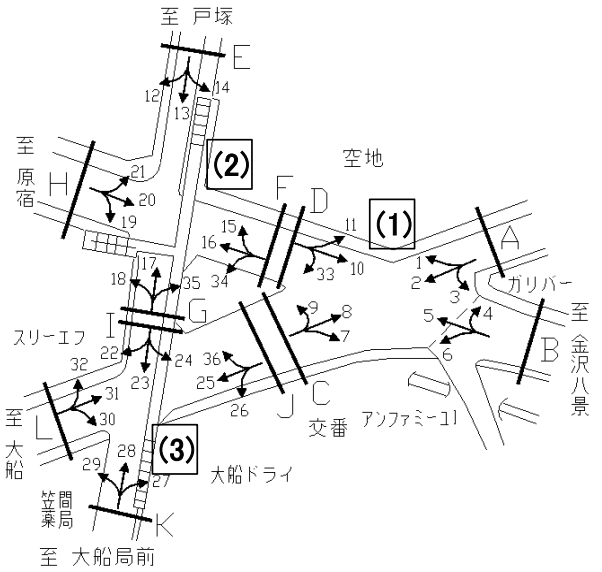 至 戸塚
E
14
12
13
(2)
空地
至
原宿
21
H
20
19
F
D
15
11
(1)
16
10
33
34
A
1
2
3
ガリバー
4
5
6
B
至
金沢八景
17
18
35
G
I
スリーエフ
22
23
24
9
8
7
36
25
26
J
C
交番
アンファミーユ1
32
31
30
L
至
大船
28
29
27
(3)
大船ドライ
笠間
薬局
K
至 大船局前